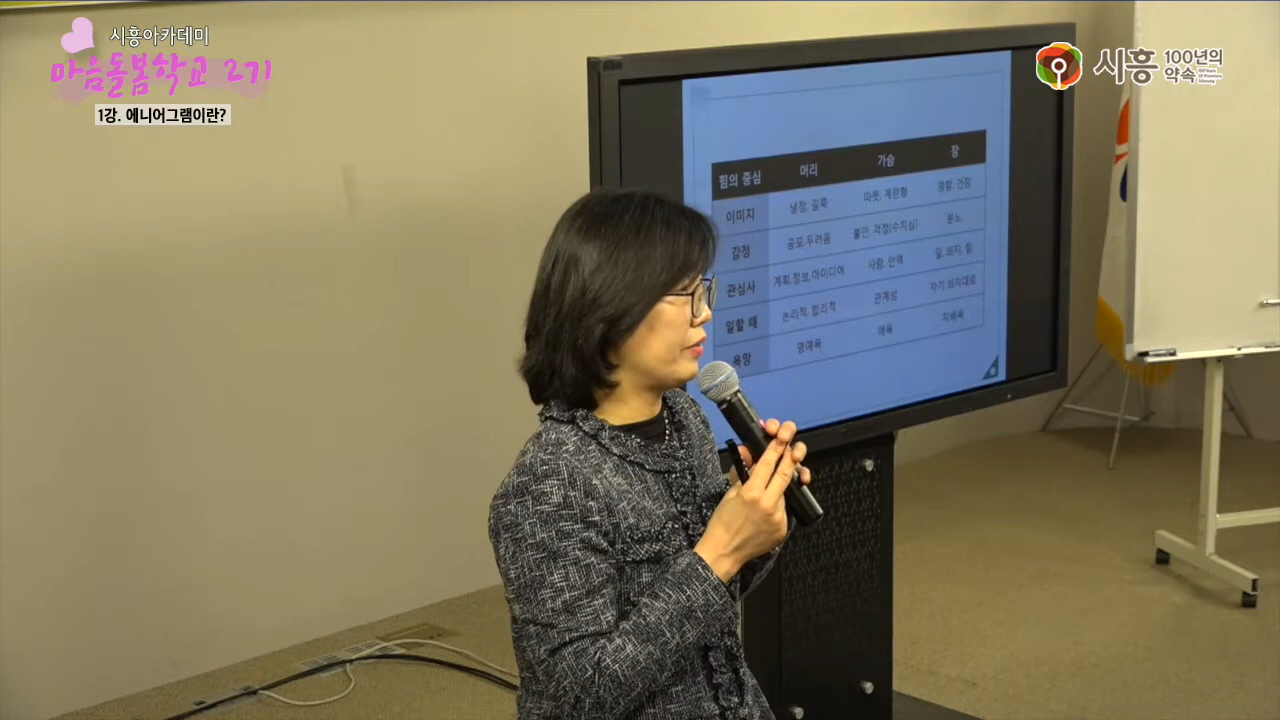 시흥아카데미
마음돌봄학교 2기
1강. 에니어그램이란?
시흥 100년의 약속
힘의 중심 머리 가슴 장
이미지 냉정, 길쭉 따뜻, 계란형 건장
감정 공포, 두려움 불안, 걱정(수치심) 분노,
관심사 계획,정보,아이디어 사람, 인맥 일, 의지, 힘
일할 때 논리적, 합리적 관계성 자기 의지대로
욕망 명예욕 애욕 지배욕